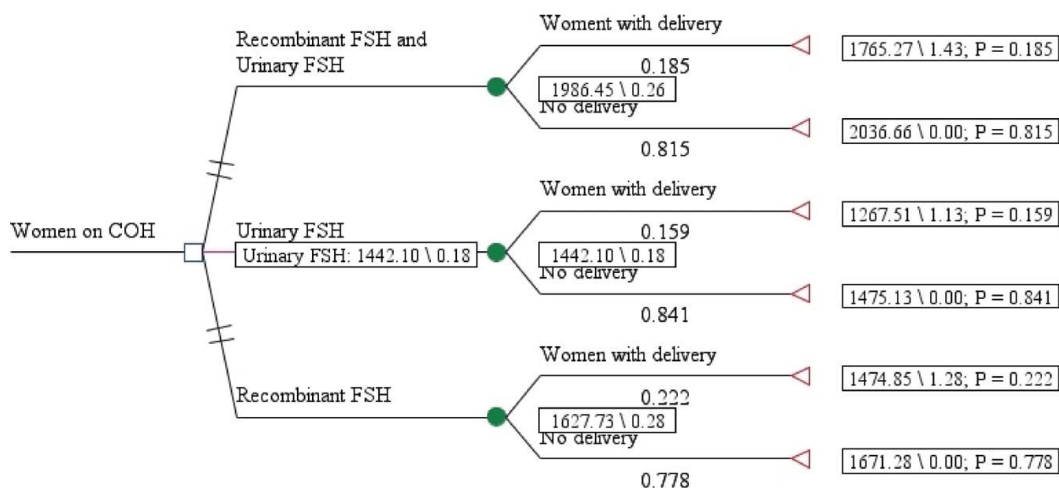 Women on COH
Recombinant FSH and
Urinary FSH
Woment with delivery
0.185
1986.45 \ 0.26
No delivery
0.815
1765.27 \ 1.43; P = 0.185
2036.66 \ 0.00; P = 0.815
Urinary FSH
Urinary FSH: 1442.10 \ 0.18
Women with delivery
0.159
1442.10 \ 0.18
No delivery
0.841
1267.51 \ 1.13; P = 0.159
1475.13 \ 0.00; P = 0.841
Recombinant FSH
Women with delivery
0.222
1627.73 \ 0.28
No delivery
0.778
1474.85 \ 1.28; P = 0.222
1671.28 \ 0.00; P = 0.778